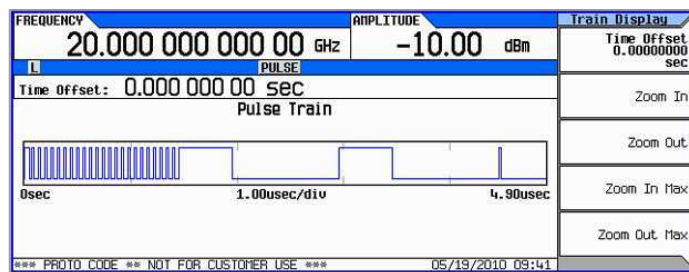 FREQUENCY
AMPLITUDE
20.000 000 000 00 GHz
-10.00 dBm
L
PULSE
Time Offset: 0.000 000 00 sec
Pulse Train
0sec
1.00usec/div
4.90usec
*** PROTO CODE ** NOT FOR CUSTOMER USE ***
05/19/2010 09:41
Train Display
Time Offset
0.00000000
sec
Zoom In
Zoom Out
Zoom In Max
Zoom Out Max